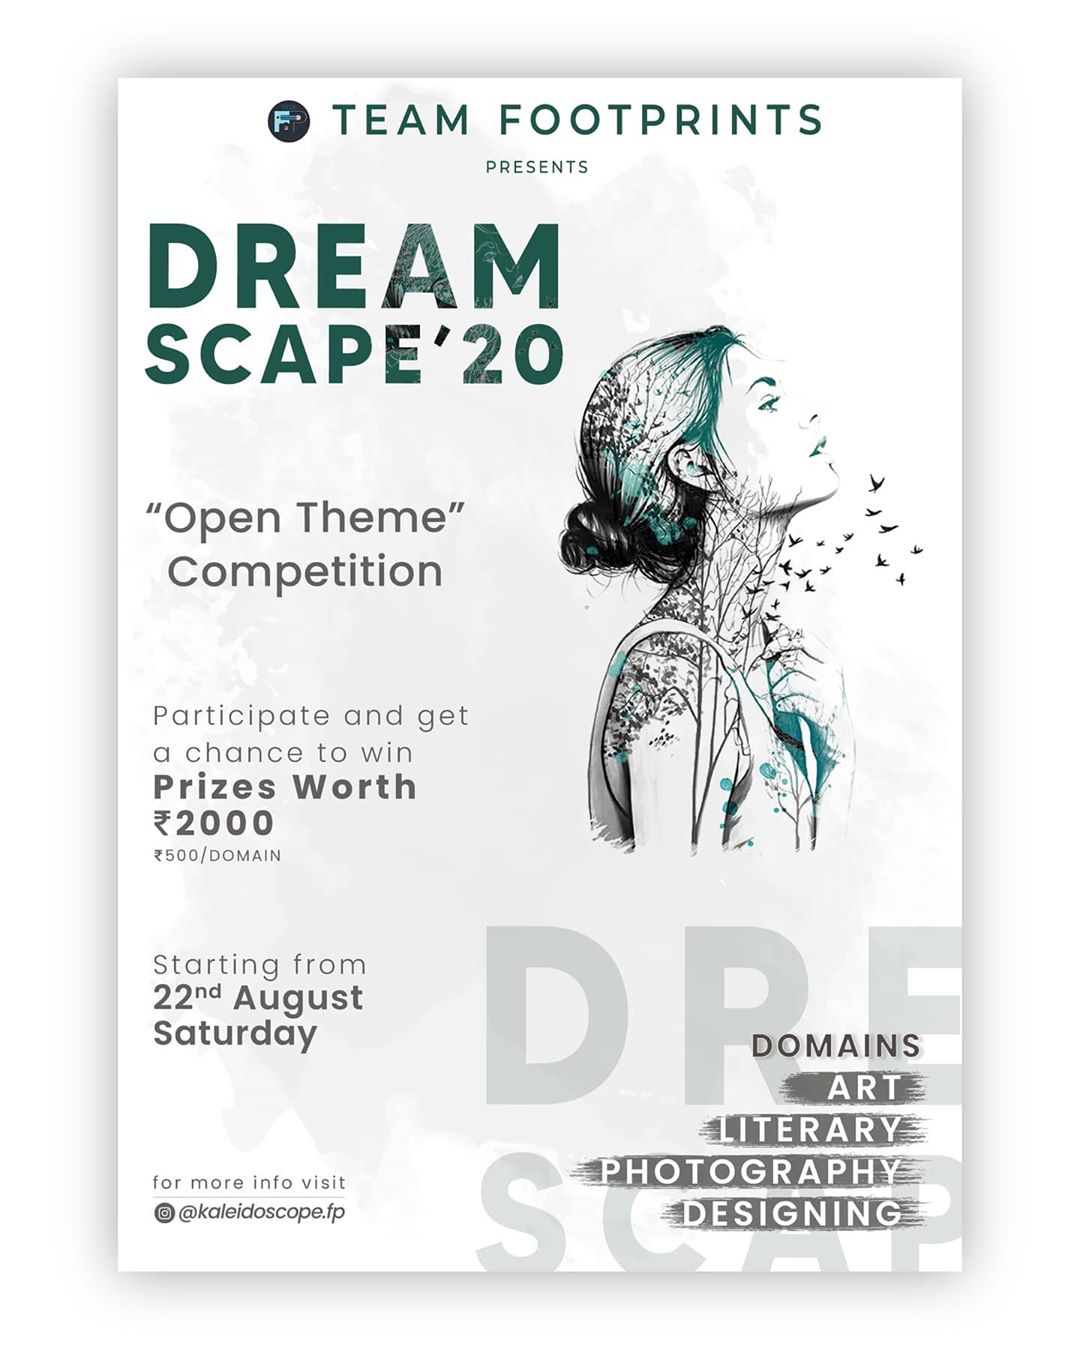 FP
TEAM FOOTPRINTS
PRESENTS
DREAM
SCAPE'20
“Open Theme”
Competition
Participate and get
a chance to win
Prizes Worth
₹2000
₹500/DOMAIN
Starting from
22nd August
Saturday
for more info visit
@kaleidoscope.fp
DRE
SCAP
DOMAINS
ART
LITERARY
PHOTOGRAPHY
DESIGNING